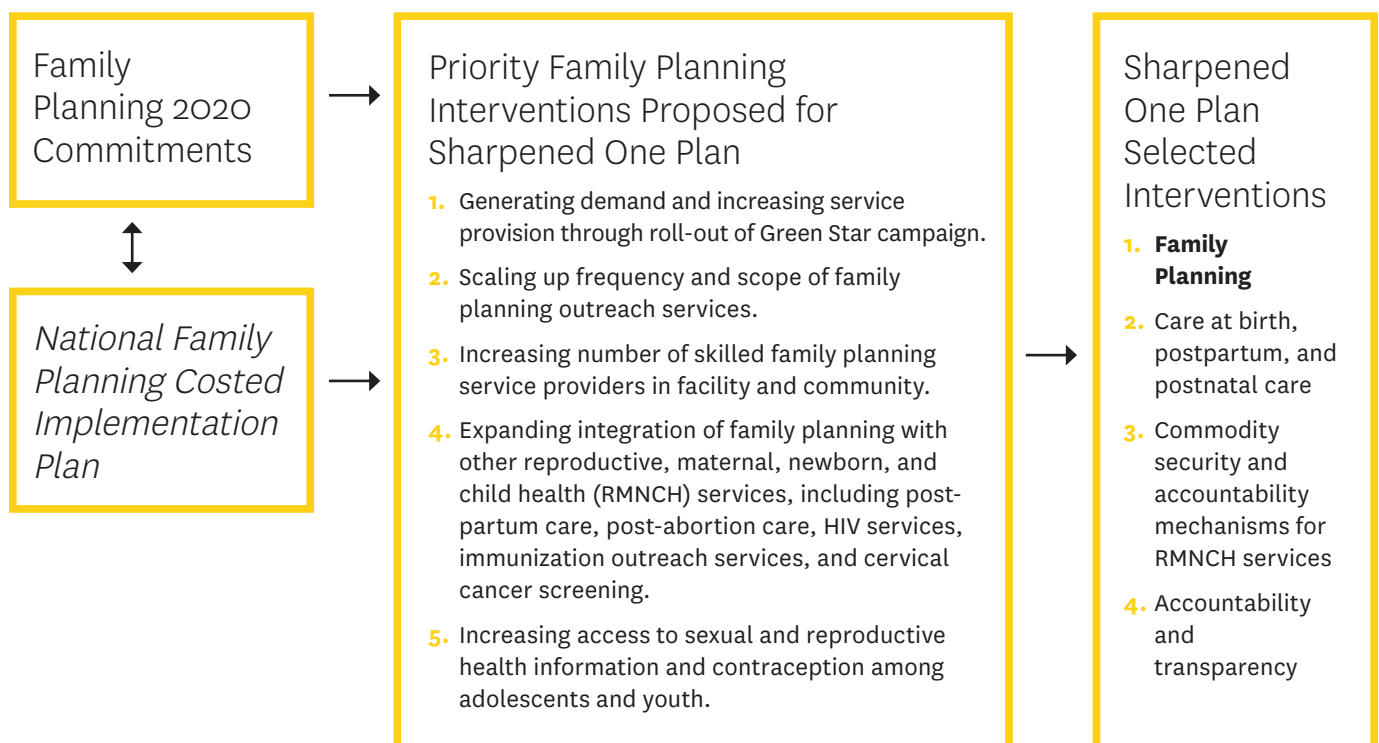 Family
Planning 2020
Commitments
National Family
Planning Costed
Implementation
Plan
Priority Family Planning
Interventions Proposed for
Sharpened One Plan
1. Generating demand and increasing service
provision through roll-out of Green Star campaign.
2. Scaling up frequency and scope of family
planning outreach services.
3. Increasing number of skilled family planning
service providers in facility and community.
4. Expanding integration of family planning with
other reproductive, maternal, newborn, and
child health (RMNCH) services, including post-
partum care, post-abortion care, HIV services,
immunization outreach services, and cervical
cancer screening.
5. Increasing access to sexual and reproductive
health information and contraception among
adolescents and youth.
Sharpened
One Plan
Selected
Interventions
1. Family
Planning
2. Care at birth,
postpartum, and
postnatal care
3. Commodity
security and
accountability
mechanisms for
RMNCH services
4. Accountability
and
transparency